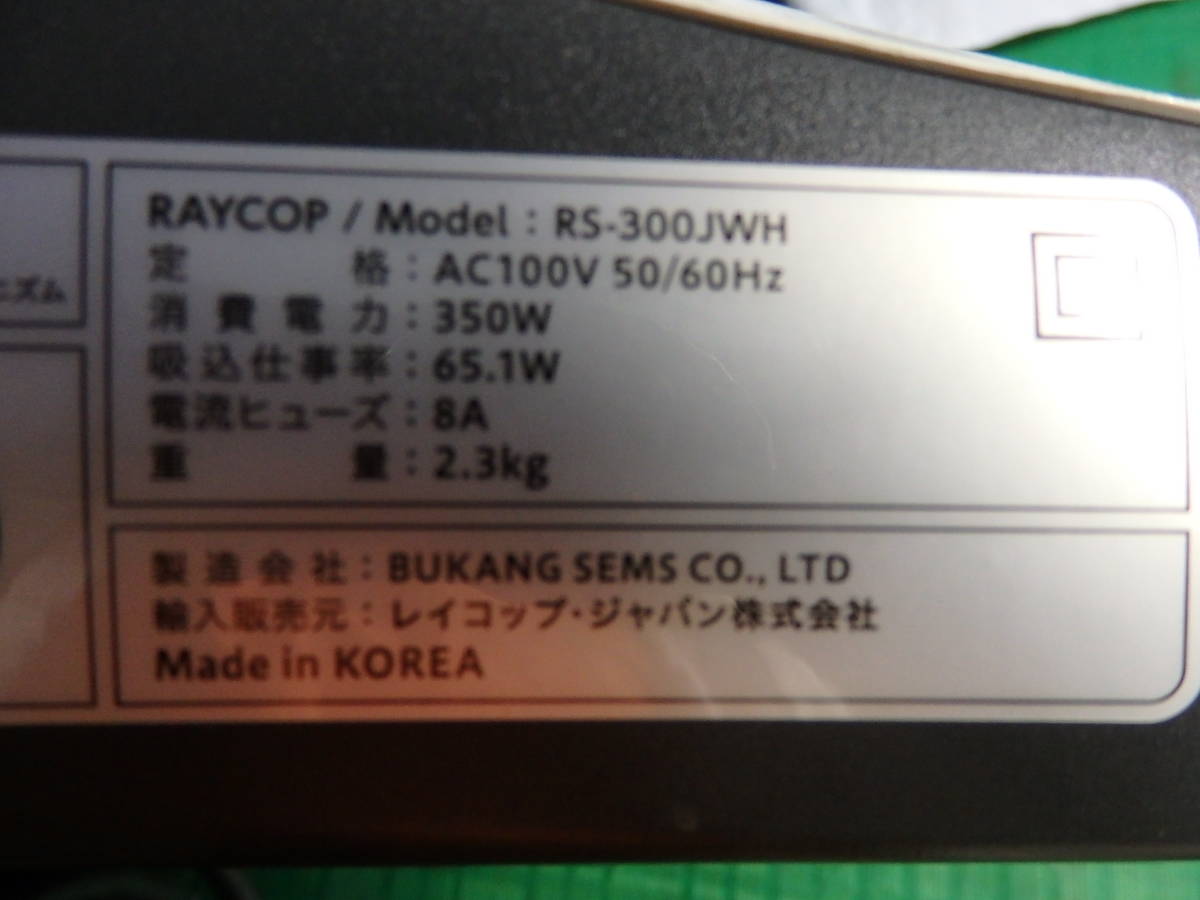 ニズム
RAYCOP / Model : RS-300JWH
定格 : AC100V 50/60Hz
消費電力 : 350W
吸込仕事率 : 65.1W
電流ヒューズ : 8A
重量 : 2.3kg
製造会社 : BUKANG SEMS CO., LTD
輸入販売元 : レイコップ・ジャパン株式会社
Made in KOREA